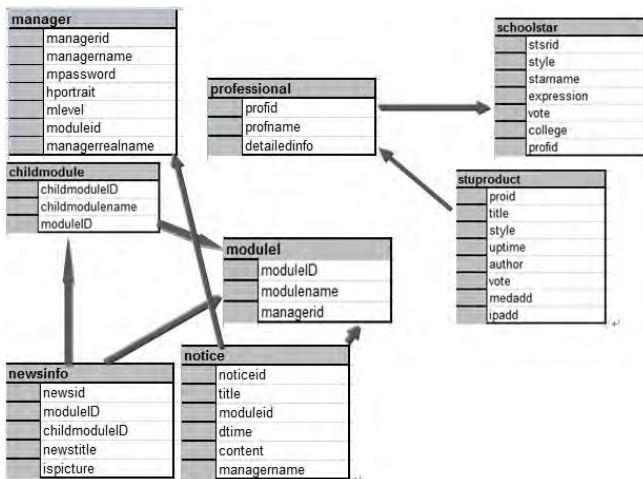 manager
managerid
managername
mpassword
hportrait
mlevel
moduleid
managerrealname
childmodule
childmoduleID
childmodulename
moduleID
professional
profid
profname
detailedinfo
schoolstar
stsrid
style
starname
expression
vote
college
profid
stuproduct
proid
title
style
uptime
author
vote
medadd
ipadd
modulel
moduleID
modulename
managerid
newsinfo
newsid
moduleID
childmoduleID
newstitle
ispicture
notice
noticeid
title
moduleid
dtime
content
managername